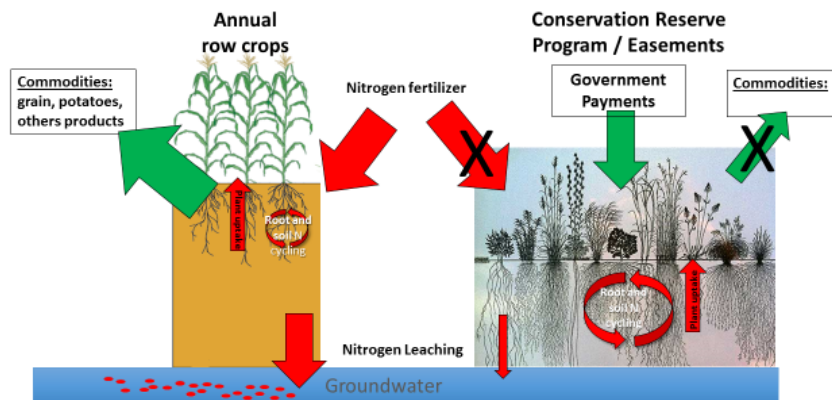 Annual
row crops
Conservation Reserve
Program / Easements
Commodities:
grain, potatoes,
others products
Nitrogen fertilizer
Government
Payments
Commodities:
X
X
Plant uptake
Root and
soil N
cycling
Root and
soil N
cycling
Plant uptake
Nitrogen Leaching
Groundwater